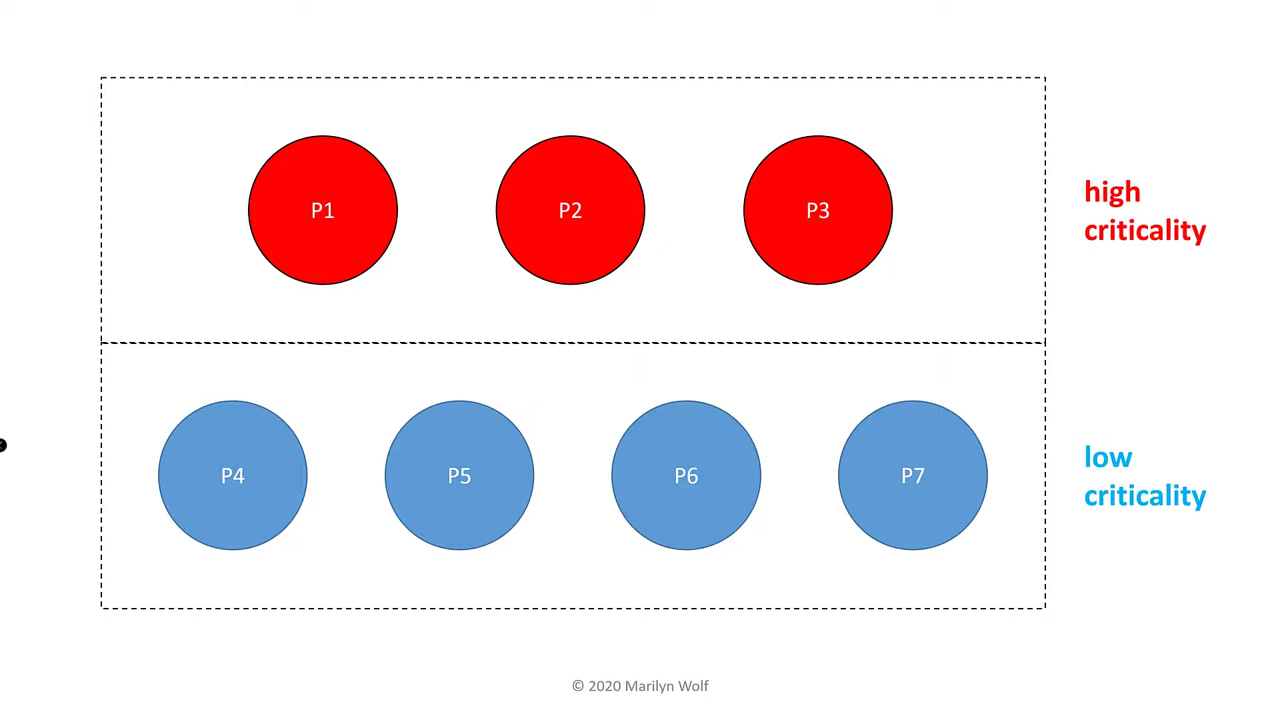 P1
P2
P3
high
criticality
P4
P5
P6
P7
low
criticality
© 2020 Marilyn Wolf